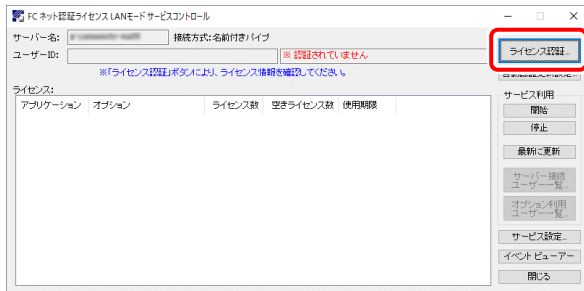 FC ネット認証ライセンス LANモード サービスコントロール
サーバー名:
接続方式:名前付きパイプ
ユーザーID:
※ 認証されていません
ライセンス認証...
※「ライセンス認証」ボタンにより、ライセンス情報を確認してください。
ライセンス:
アプリケーション オプション ライセンス数 空きライセンス数 使用期限
サービス利用
開始
停止
最新に更新
サーバー接続
ユーザー一覧...
オプション利用
ユーザー一覧...
サービス設定...
イベント ビューアー
閉じる